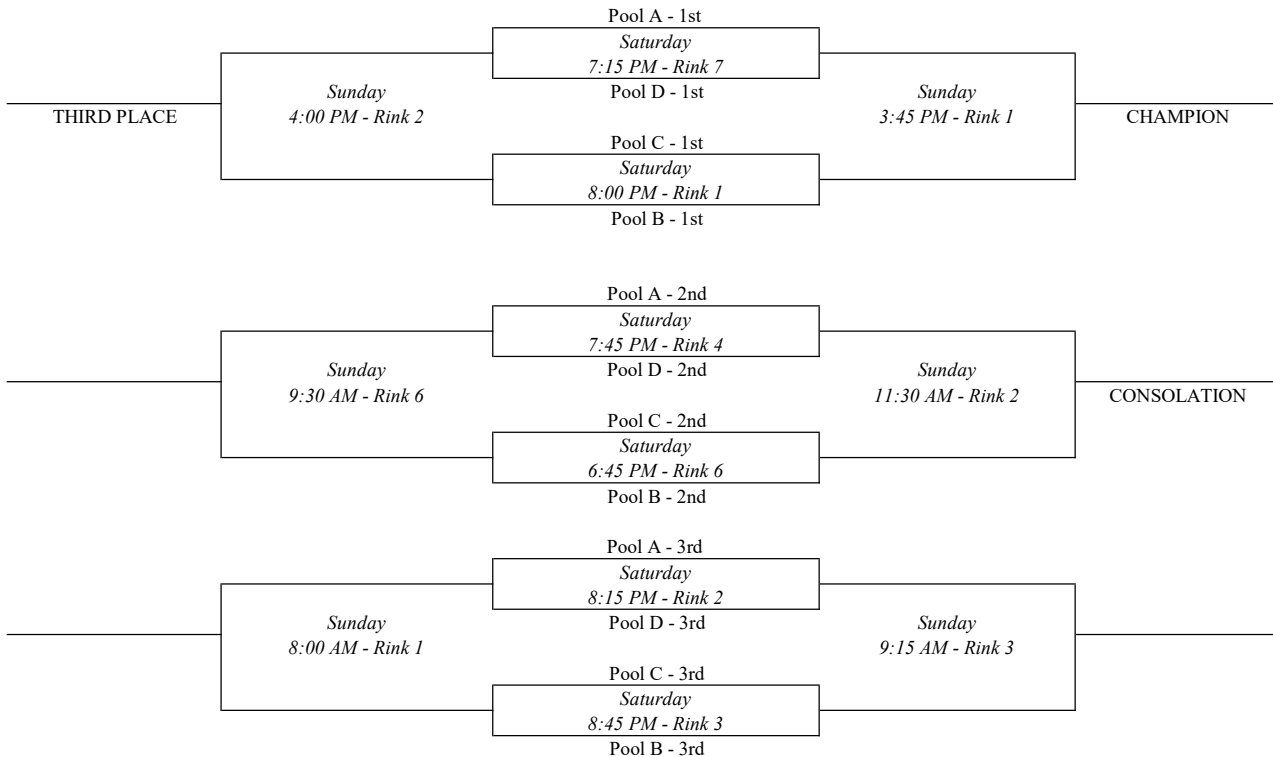 Pool A - 1st
Saturday
7:15 PM - Rink 7
Pool D - 1st
Sunday
4:00 PM - Rink 2
Sunday
3:45 PM - Rink 1
THIRD PLACE
CHAMPION
Pool C - 1st
Saturday
8:00 PM - Rink 1
Pool B - 1st
Pool A - 2nd
Saturday
7:45 PM - Rink 4
Pool D - 2nd
Sunday
9:30 AM - Rink 6
Sunday
11:30 AM - Rink 2
CONSOLATION
Pool C - 2nd
Saturday
6:45 PM - Rink 6
Pool B - 2nd
Pool A - 3rd
Saturday
8:15 PM - Rink 2
Pool D - 3rd
Sunday
8:00 AM - Rink 1
Sunday
9:15 AM - Rink 3
Pool C - 3rd
Saturday
8:45 PM - Rink 3
Pool B - 3rd